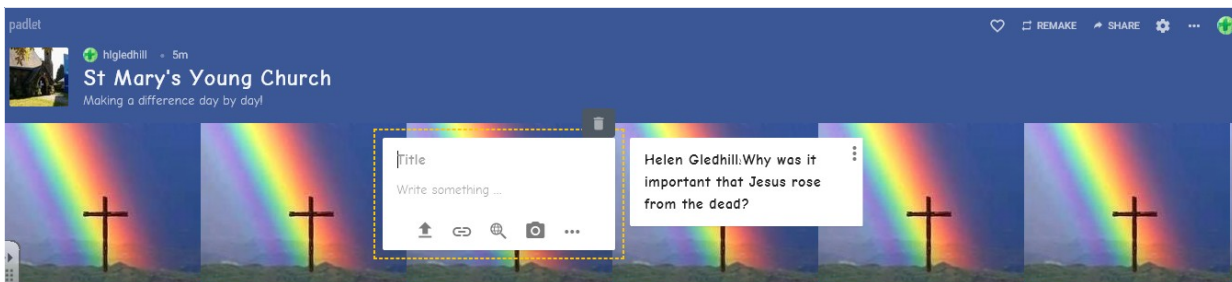 padlet
REMAKE SHARE
hlgledhill • 5m
St Mary's Young Church
Making a difference day by day!
Title
Write something ...
Helen Gledhill:Why was it
important that Jesus rose
from the dead?